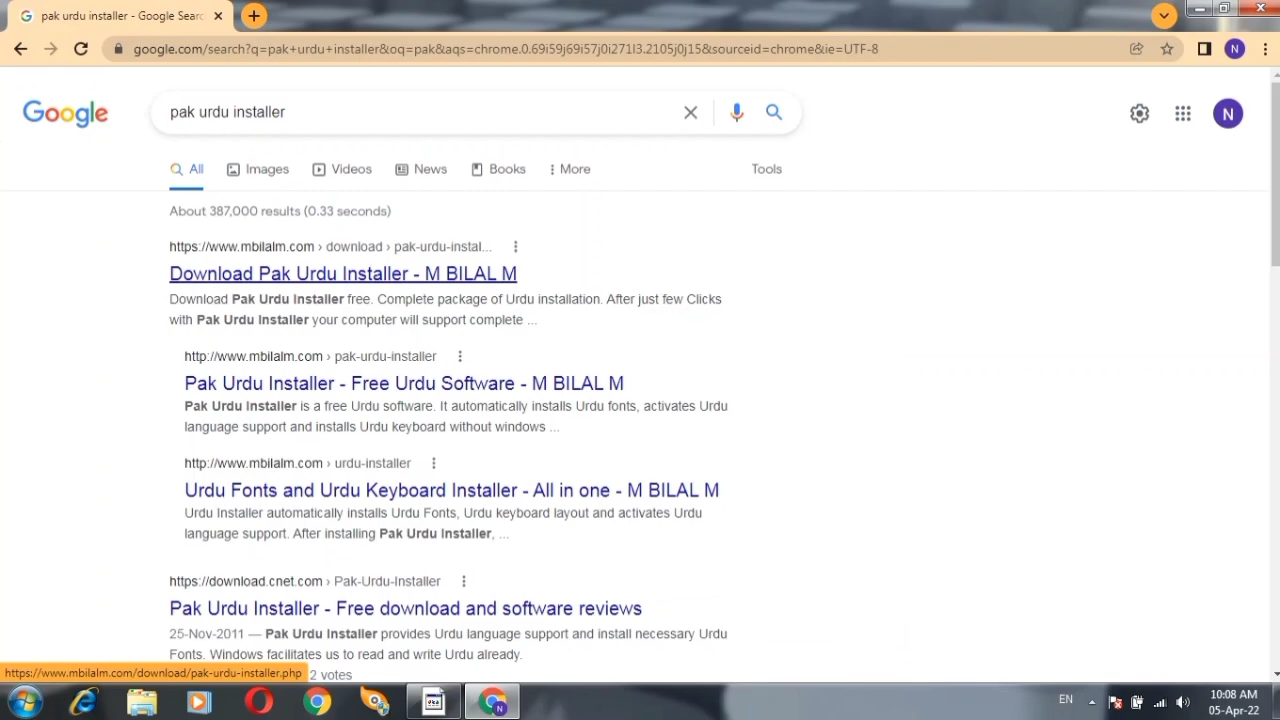 pak urdu installer - Google Searc
google.com/search?q=pak+urdu+installer&oq=pak&aqs=chrome.0.69i59j69i57j0i271l3.2105j0j15&sourceid=chrome&ie=UTF-8
N
Google
pak urdu installer
N
All Images Videos News Books More Tools
About 387,000 results (0.33 seconds)
https://www.mbilalm.com › download › pak-urdu-instal...
Download Pak Urdu Installer - M BILAL M
Download Pak Urdu Installer free. Complete package of Urdu installation. After just few Clicks
with Pak Urdu Installer your computer will support complete ...
http://www.mbilalm.com › pak-urdu-installer
Pak Urdu Installer - Free Urdu Software - M BILAL M
Pak Urdu Installer is a free Urdu software. It automatically installs Urdu fonts, activates Urdu
language support and installs Urdu keyboard without windows ...
http://www.mbilalm.com › urdu-installer
Urdu Fonts and Urdu Keyboard Installer - All in one - M BILAL M
Urdu Installer automatically installs Urdu Fonts, Urdu keyboard layout and activates Urdu
language support. After installing Pak Urdu Installer, ...
https://download.cnet.com › Pak-Urdu-Installer
Pak Urdu Installer - Free download and software reviews
25-Nov-2011 — Pak Urdu Installer provides Urdu language support and install necessary Urdu
Fonts. Windows facilitates us to read and write Urdu already.
https://www.mbilalm.com/download/pak-urdu-installer.php 2 votes
N
EN
10:08 AM
05-Apr-22